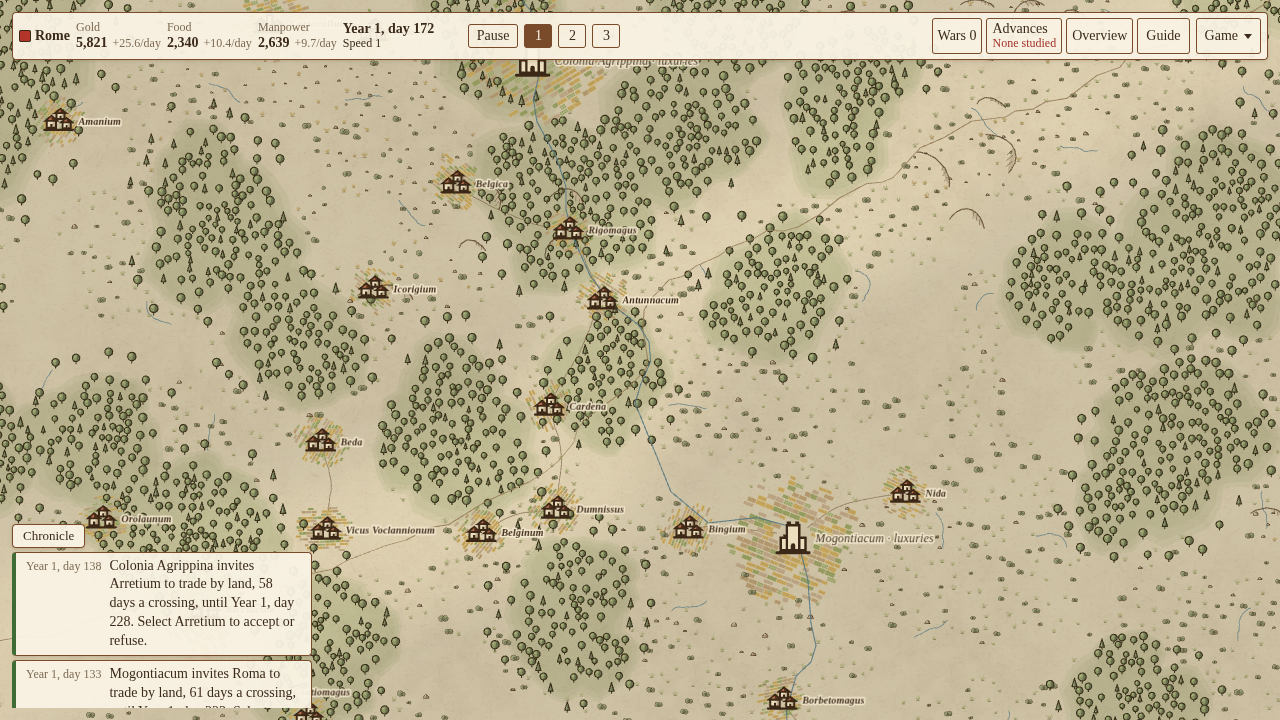 Rome
Gold
5,821 +25.6/day
Food
2,340 +10.4/day
Manpower
2,639 +9.7/day
Year 1, day 172
Speed 1
Pause
1
2
3
Wars 0
Advances
None studied
Overview
Guide
Game
Colonia Agrippina · luxuries
Amanium
Belgica
Rigomagus
Icorigium
Antunnacum
Cardena
Beda
Nida
Dumnissus
Orolaunum
Vicus Voclannionum
Belginum
Bingium
Mogontiacum · luxuries
Borbetomagus
Chronicle
Year 1, day 138
Colonia Agrippina invites
Arretium to trade by land, 58
days a crossing, until Year 1, day
228. Select Arretium to accept or
refuse.
Year 1, day 133
Mogontiacum invites Roma to
trade by land, 61 days a crossing,